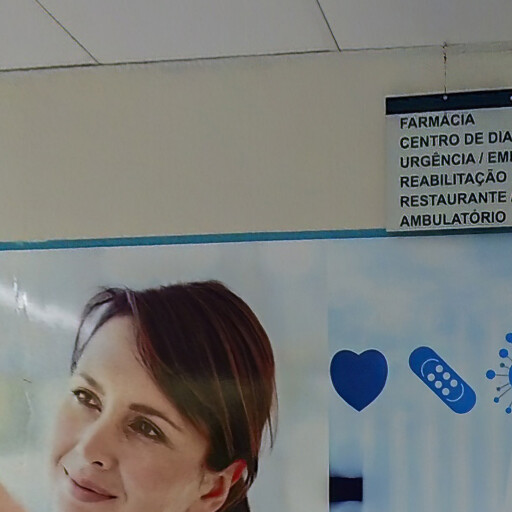 FARMÁCIA
CENTRO DE DIA
URGÊNCIA / EM
REABILITAÇÃO
RESTAURANTE
AMBULATÓRIO